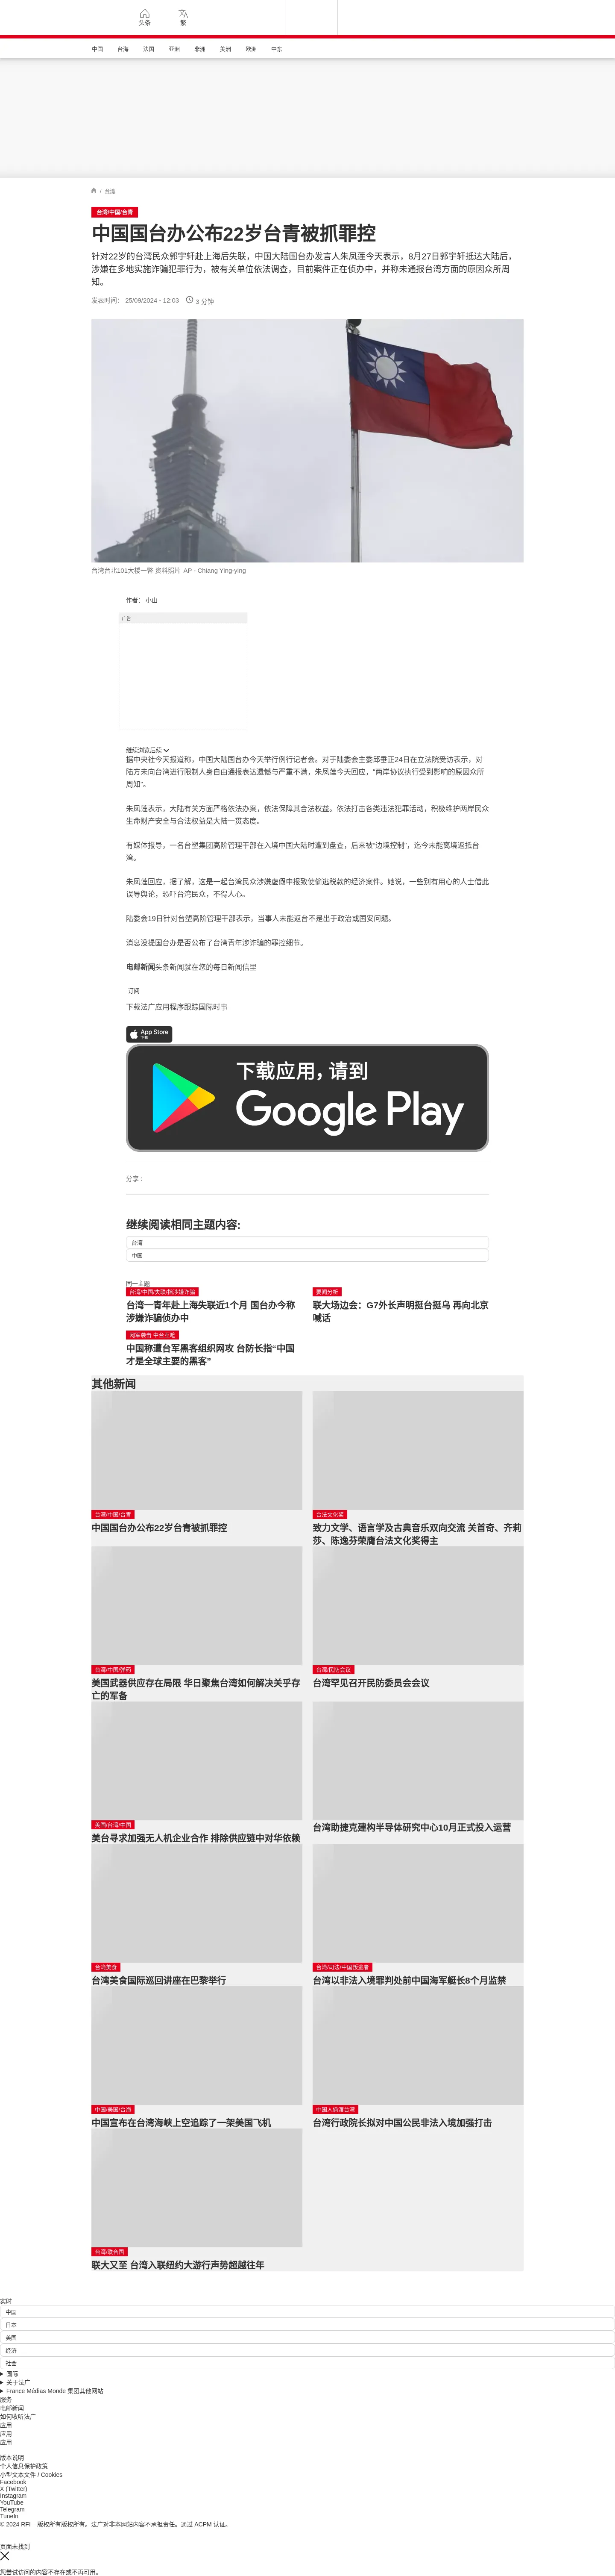 头条
繁
中国
台海
法国
亚洲
非洲
美洲
欧洲
中东
/ 台湾
台湾/中国/台青
中国国台办公布22岁台青被抓罪控
针对22岁的台湾民众郭宇轩赴上海后失联，中国大陆国台办发言人朱凤莲今天表示，8月27日郭宇轩抵达大陆后，
涉嫌在多地实施诈骗犯罪行为，被有关单位依法调查，目前案件正在侦办中，并称未通报台湾方面的原因众所周
知。
发表时间： 25/09/2024 - 12:03
3 分钟
台湾台北101大楼一瞥 资料照片 AP - Chiang Ying-ying
作者： 小山
广告
继续浏览后续
据中央社今天报道称，中国大陆国台办今天举行例行记者会。对于陆委会主委邱垂正24日在立法院受访表示，对
陆方未向台湾进行限制人身自由通报表达遗憾与严重不满，朱凤莲今天回应，“两岸协议执行受到影响的原因众所
周知”。
朱凤莲表示，大陆有关方面严格依法办案，依法保障其合法权益。依法打击各类违法犯罪活动，积极维护两岸民众
生命财产安全与合法权益是大陆一贯态度。
有媒体报导，一名台塑集团高阶管理干部在入境中国大陆时遭到盘查，后来被“边境控制”，迄今未能离境返抵台
湾。
朱凤莲回应，据了解，这是一起台湾民众涉嫌虚假申报致使偷逃税款的经济案件。她说，一些别有用心的人士借此
误导舆论，恐吓台湾民众，不得人心。
陆委会19日针对台塑高阶管理干部表示，当事人未能返台不是出于政治或国安问题。
消息没提国台办是否公布了台湾青年涉诈骗的罪控细节。
电邮新闻头条新闻就在您的每日新闻信里
订阅
下载法广应用程序跟踪国际时事
App Store
下载
下载应用，请到
Google Play
分享 :
继续阅读相同主题内容:
台湾
中国
同一主题
台湾/中国/失联/指涉嫌诈骗
台湾一青年赴上海失联近1个月 国台办今称
涉嫌诈骗侦办中
要闻分析
联大场边会：G7外长声明挺台挺乌 再向北京
喊话
网军袭击 中台互呛
中国称遭台军黑客组织网攻 台防长指“中国
才是全球主要的黑客”
其他新闻
台湾/中国/台青
中国国台办公布22岁台青被抓罪控
台法文化奖
致力文学、语言学及古典音乐双向交流 关首奇、齐莉
莎、陈逸芬荣膺台法文化奖得主
台湾/中国/弹药
美国武器供应存在局限 华日聚焦台湾如何解决关乎存
亡的军备
台湾/民防会议
台湾罕见召开民防委员会会议
美国/台湾/中国
美台寻求加强无人机企业合作 排除供应链中对华依赖
台湾助捷克建构半导体研究中心10月正式投入运营
台湾美食
台湾美食国际巡回讲座在巴黎举行
台湾/司法/中国叛逃者
台湾以非法入境罪判处前中国海军艇长8个月监禁
中国/美国/台海
中国宣布在台湾海峡上空追踪了一架美国飞机
中国人偷渡台湾
台湾行政院长拟对中国公民非法入境加强打击
台湾/联合国
联大又至 台湾入联纽约大游行声势超越往年
实时
中国
日本
美国
经济
社会
国际
关于法广
France Médias Monde 集团其他网站
服务
电邮新闻
如何收听法广
应用
应用
应用
版本说明
个人信息保护政策
小型文本文件 / Cookies
Facebook
X (Twitter)
Instagram
YouTube
Telegram
TuneIn
© 2024 RFI – 版权所有版权所有。法广对非本网站内容不承担责任。通过 ACPM 认证。
页面未找到
您尝试访问的内容不存在或不再可用。